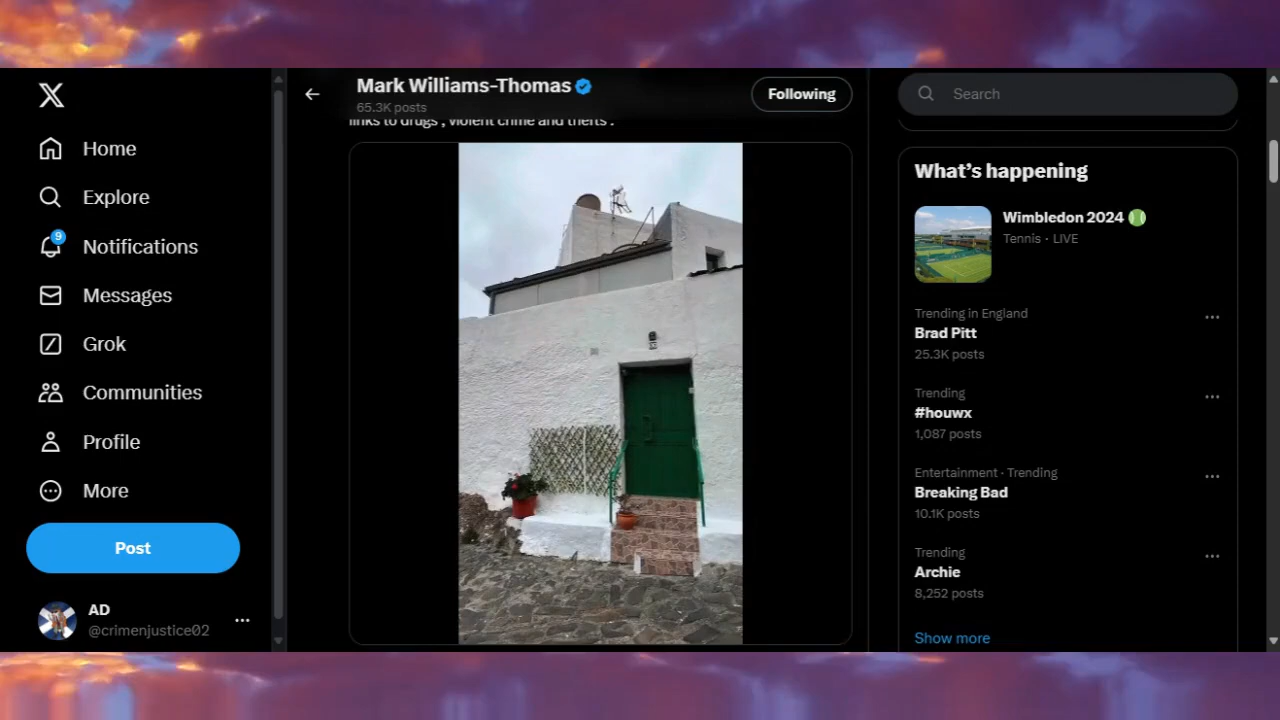 Home
Explore
9
Notifications
Messages
Grok
Communities
Profile
More
Post
AD
@crimenjustice02
Mark Williams-Thomas
65.3K posts
Following
links to drugs , violent crime and thefts .
Search
What's happening
Wimbledon 2024
Tennis · LIVE
Trending in England
Brad Pitt
25.3K posts
Trending
#houwx
1,087 posts
Entertainment · Trending
Breaking Bad
10.1K posts
Trending
Archie
8,252 posts
Show more